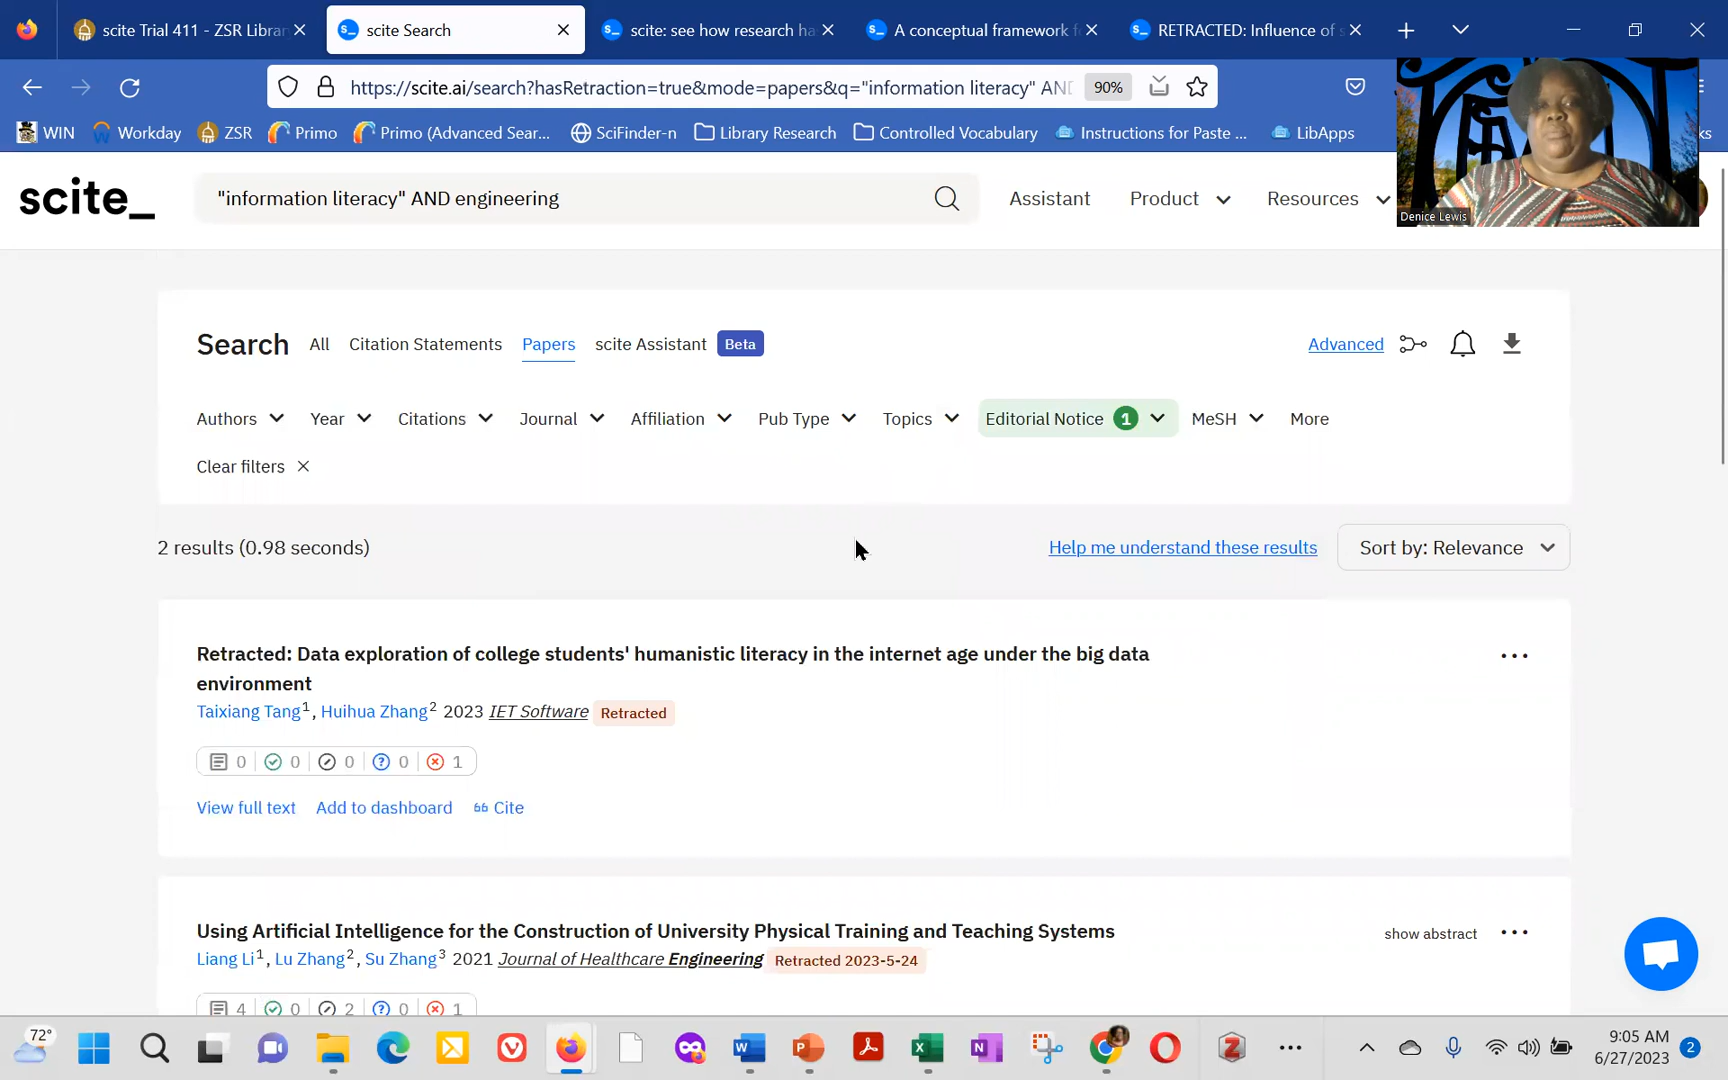 scite Trial 411 - ZSR Librar
scite Search
scite: see how research ha
A conceptual framework f
RETRACTED: Influence of s
https://scite.ai/search?hasRetraction=true&mode=papers&q="information literacy" AND
90%
WIN
Workday
ZSR
Primo
Primo (Advanced Sear...
SciFinder-n
Library Research
Controlled Vocabulary
Instructions for Paste ...
LibApps
ks
Denice Lewis
scite_
"information literacy" AND engineering
Assistant
Product
Resources
Search
All
Citation Statements
Papers
scite Assistant
Beta
Advanced
Authors
Year
Citations
Journal
Affiliation
Pub Type
Topics
Editorial Notice 1
MeSH
More
Clear filters
2 results (0.98 seconds)
Help me understand these results
Sort by: Relevance
Retracted: Data exploration of college students' humanistic literacy in the internet age under the big data
environment
Taixiang Tang1, Huihua Zhang2 2023 IET Software Retracted
0 0 0 0 1
View full text Add to dashboard Cite
Using Artificial Intelligence for the Construction of University Physical Training and Teaching Systems
show abstract
Liang Li1, Lu Zhang2, Su Zhang3 2021 Journal of Healthcare Engineering Retracted 2023-5-24
4 0 2 0 1
72°
9:05 AM
6/27/2023
2